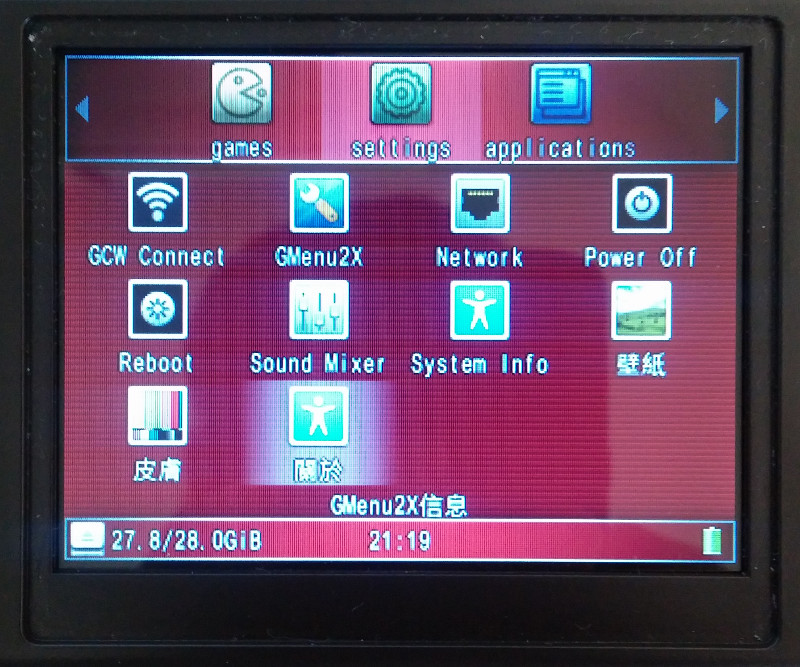 games settings applications
GCW Connect GMenu2X Network Power Off
Reboot Sound Mixer System Info 壁紙
皮膚 關於
GMenu2X信息
27.8/28.0GiB 21:19